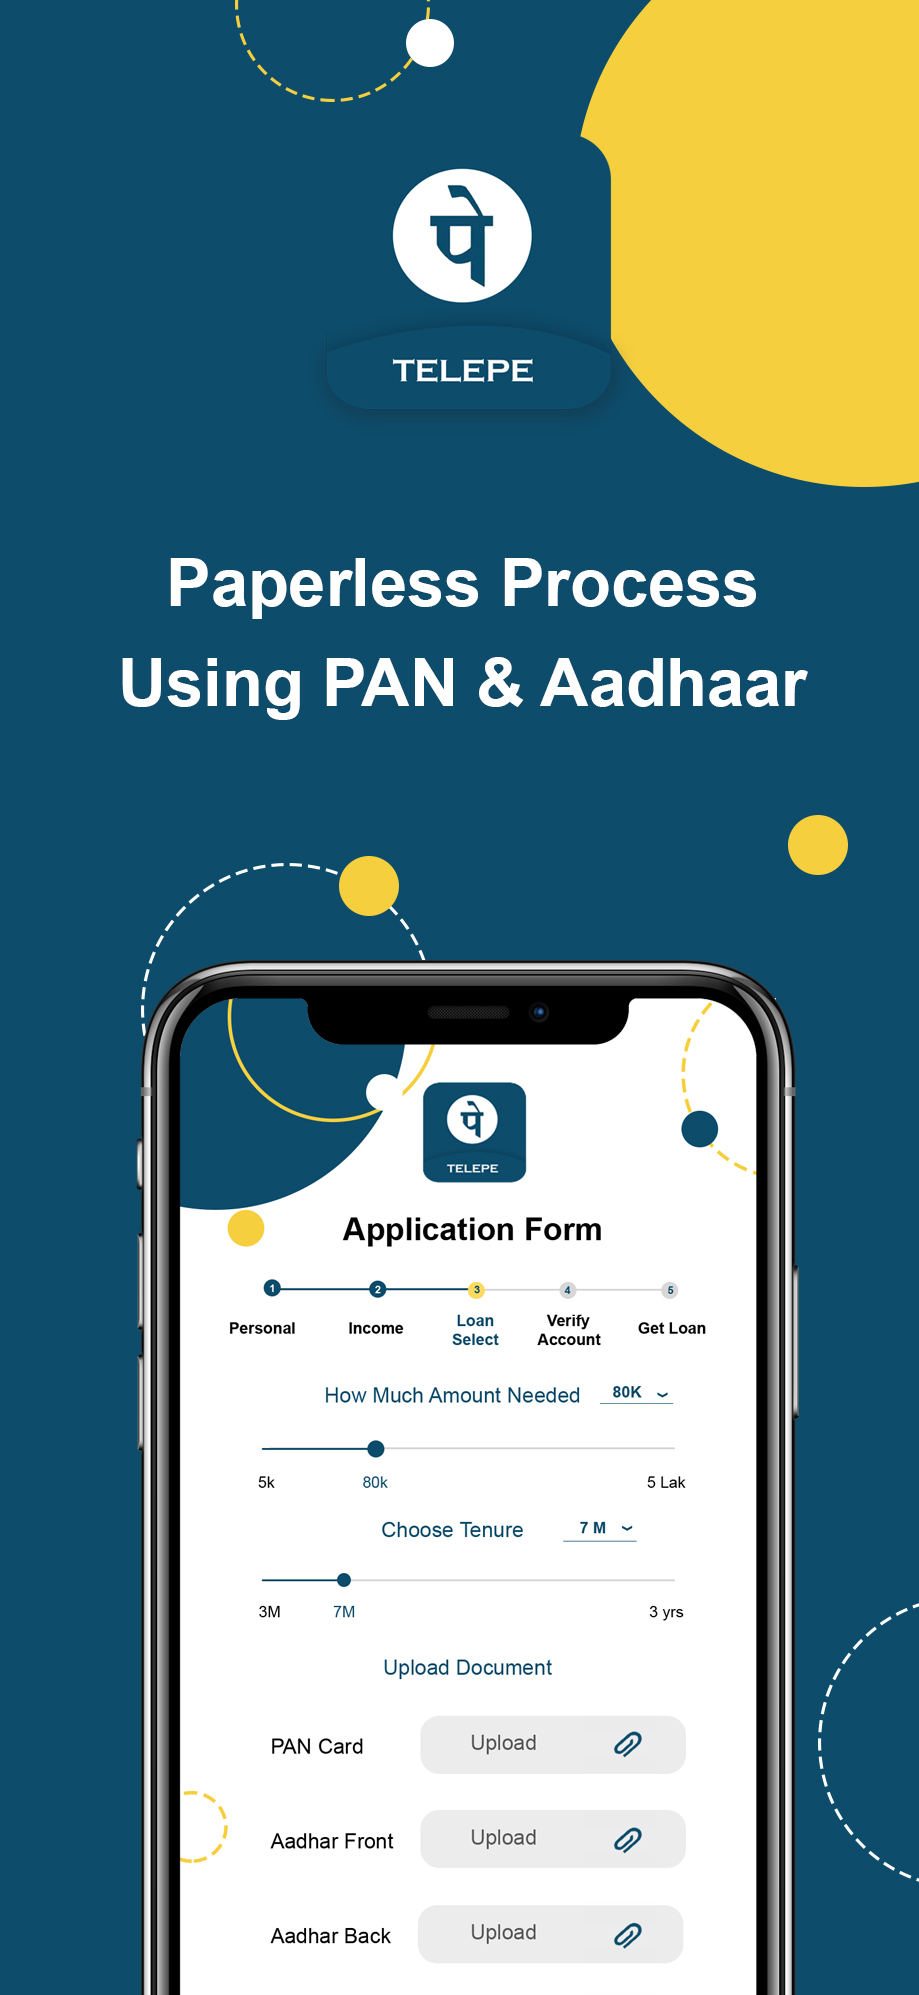 पे
TELEPE
Paperless Process
Using PAN & Aadhaar
पे
TELEPE
Application Form
1 2 3 4 5
Personal Income Loan Select Verify Account Get Loan
How Much Amount Needed 80K
5k 80k 5 Lak
Choose Tenure 7 M
3M 7M 3 yrs
Upload Document
PAN Card Upload
Aadhar Front Upload
Aadhar Back Upload